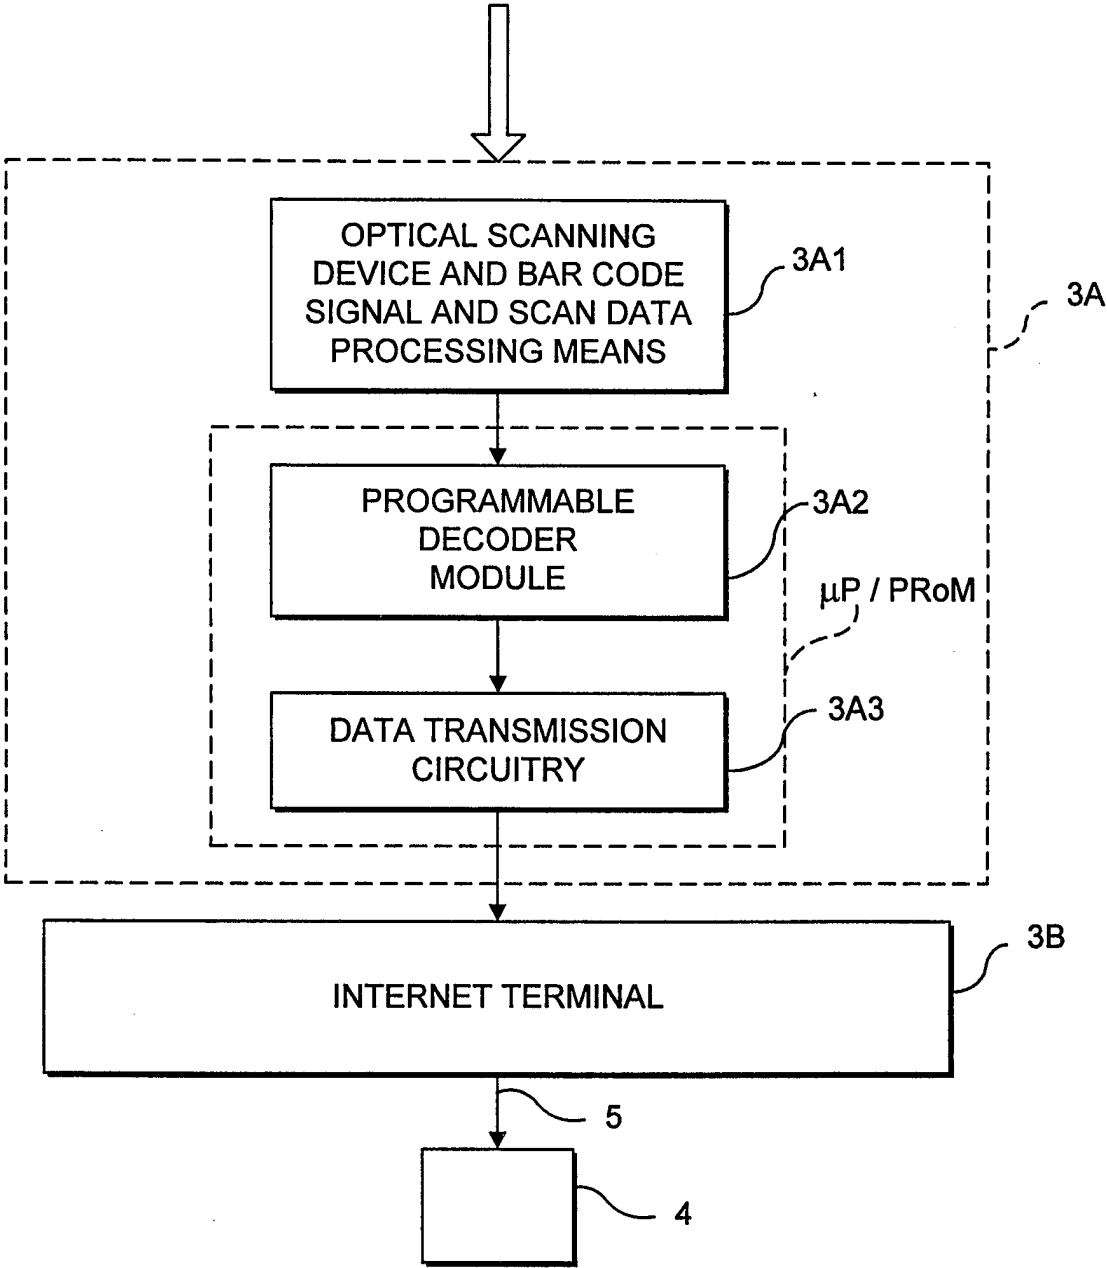 OPTICAL SCANNING
DEVICE AND BAR CODE
SIGNAL AND SCAN DATA
PROCESSING MEANS
3A1
3A
PROGRAMMABLE
DECODER
MODULE
3A2
μP / PRoM
DATA TRANSMISSION
CIRCUITRY
3A3
INTERNET TERMINAL
3B
5
4